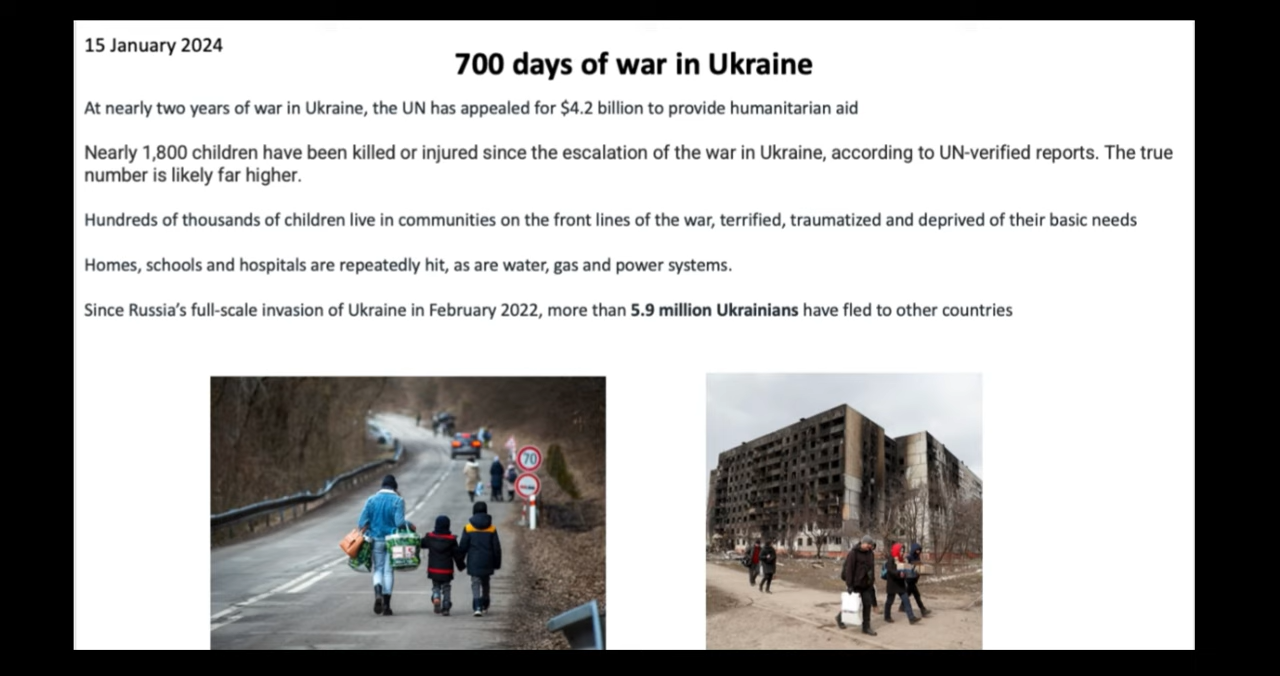 15 January 2024
700 days of war in Ukraine
At nearly two years of war in Ukraine, the UN has appealed for $4.2 billion to provide humanitarian aid
Nearly 1,800 children have been killed or injured since the escalation of the war in Ukraine, according to UN-verified reports. The true
number is likely far higher.
Hundreds of thousands of children live in communities on the front lines of the war, terrified, traumatized and deprived of their basic needs
Homes, schools and hospitals are repeatedly hit, as are water, gas and power systems.
Since Russia’s full-scale invasion of Ukraine in February 2022, more than 5.9 million Ukrainians have fled to other countries
70